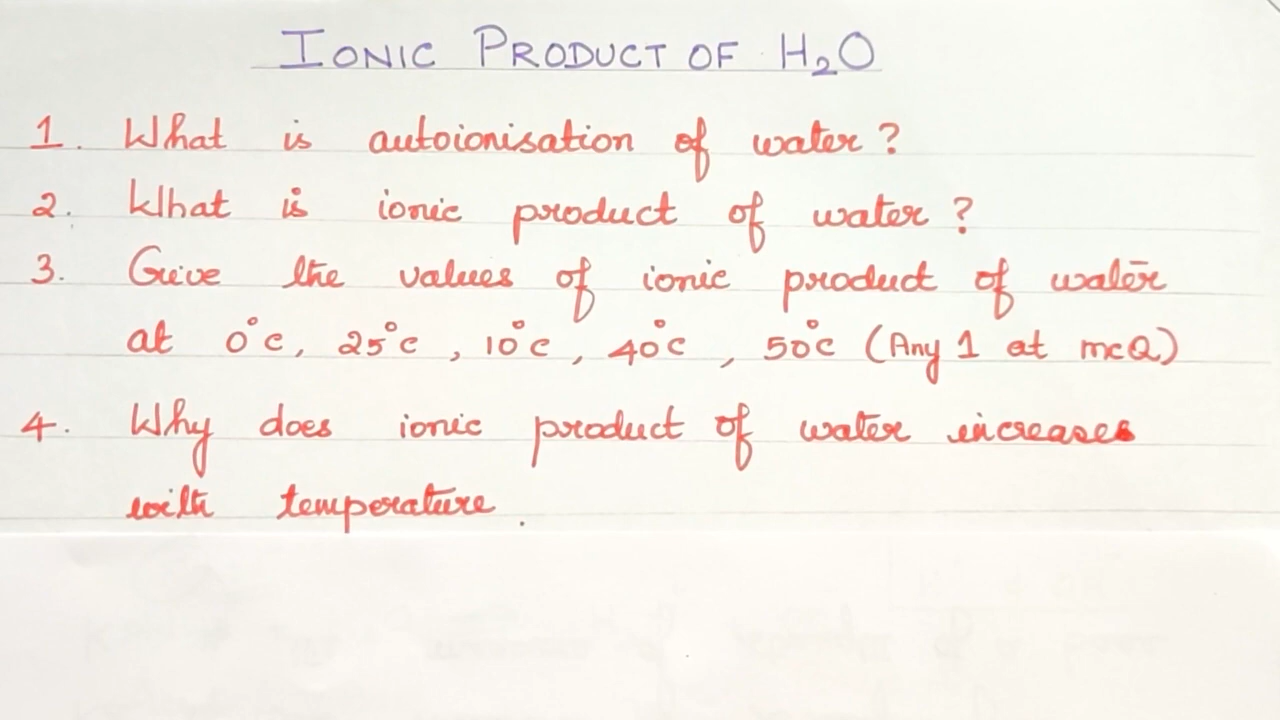 IONIC PRODUCT OF H₂O
1. What is autoionisation of water?
2. What is ionic product of water?
3. Give the values of ionic product of water
at 0°c, 25°c, 10°c, 40°c, 50°c (Any 1 at mcQ)
4. Why does ionic product of water increases
with temperature.